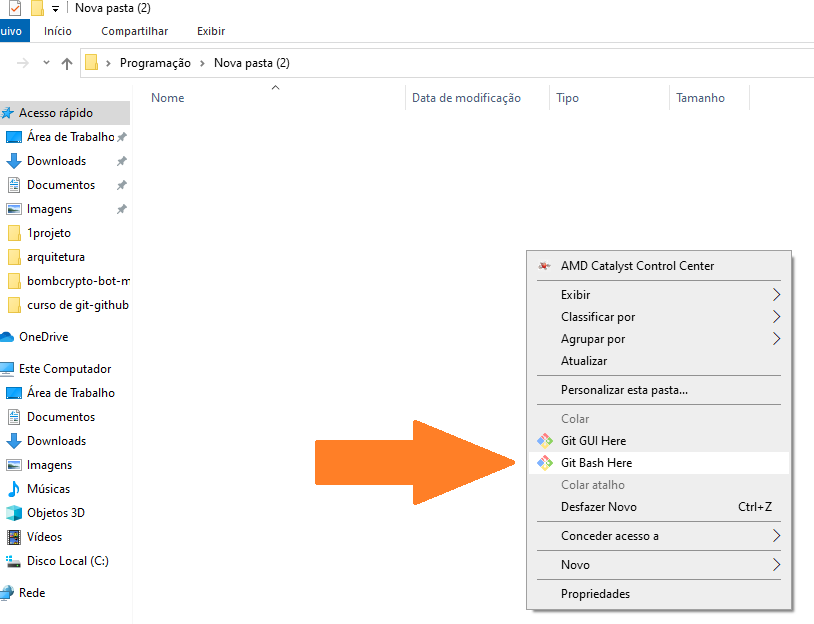 Nova pasta (2)
uivo Início Compartilhar Exibir
Programação Nova pasta (2)
Nome Data de modificação Tipo Tamanho
Acesso rápido
Área de Trabalho
Downloads
Documentos
Imagens
1projeto
arquitetura
bombcrypto-bot-m
curso de git-github
OneDrive
Este Computador
Área de Trabalho
Documentos
Downloads
Imagens
Músicas
Objetos 3D
Vídeos
Disco Local (C:)
Rede
AMD Catalyst Control Center
Exibir
Classificar por
Agrupar por
Atualizar
Personalizar esta pasta...
Colar
Git GUI Here
Git Bash Here
Colar atalho
Desfazer Novo Ctrl+Z
Conceder acesso a
Novo
Propriedades